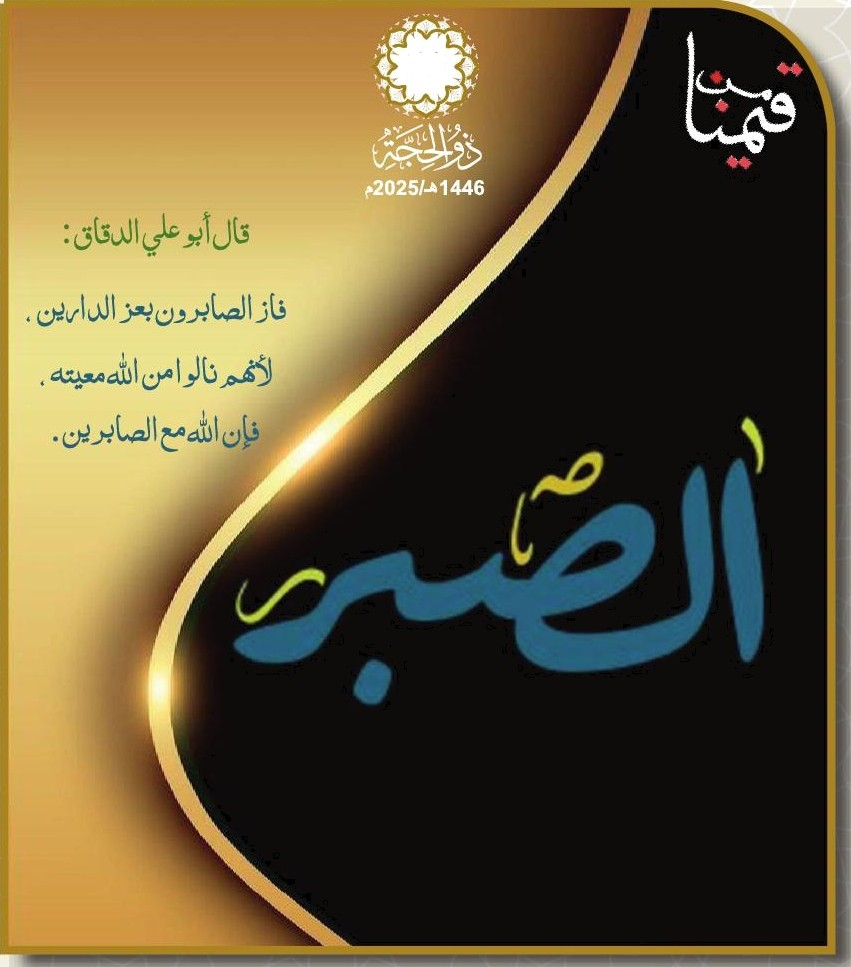 من قيمنا
ذو الحجة
1446هـ/2025م
قال أبو علي الدقاق:
فاز الصابرون بعز الدارين،
لأنهم نالوا من الله معيته،
فإن الله مع الصابرين.
الصبر